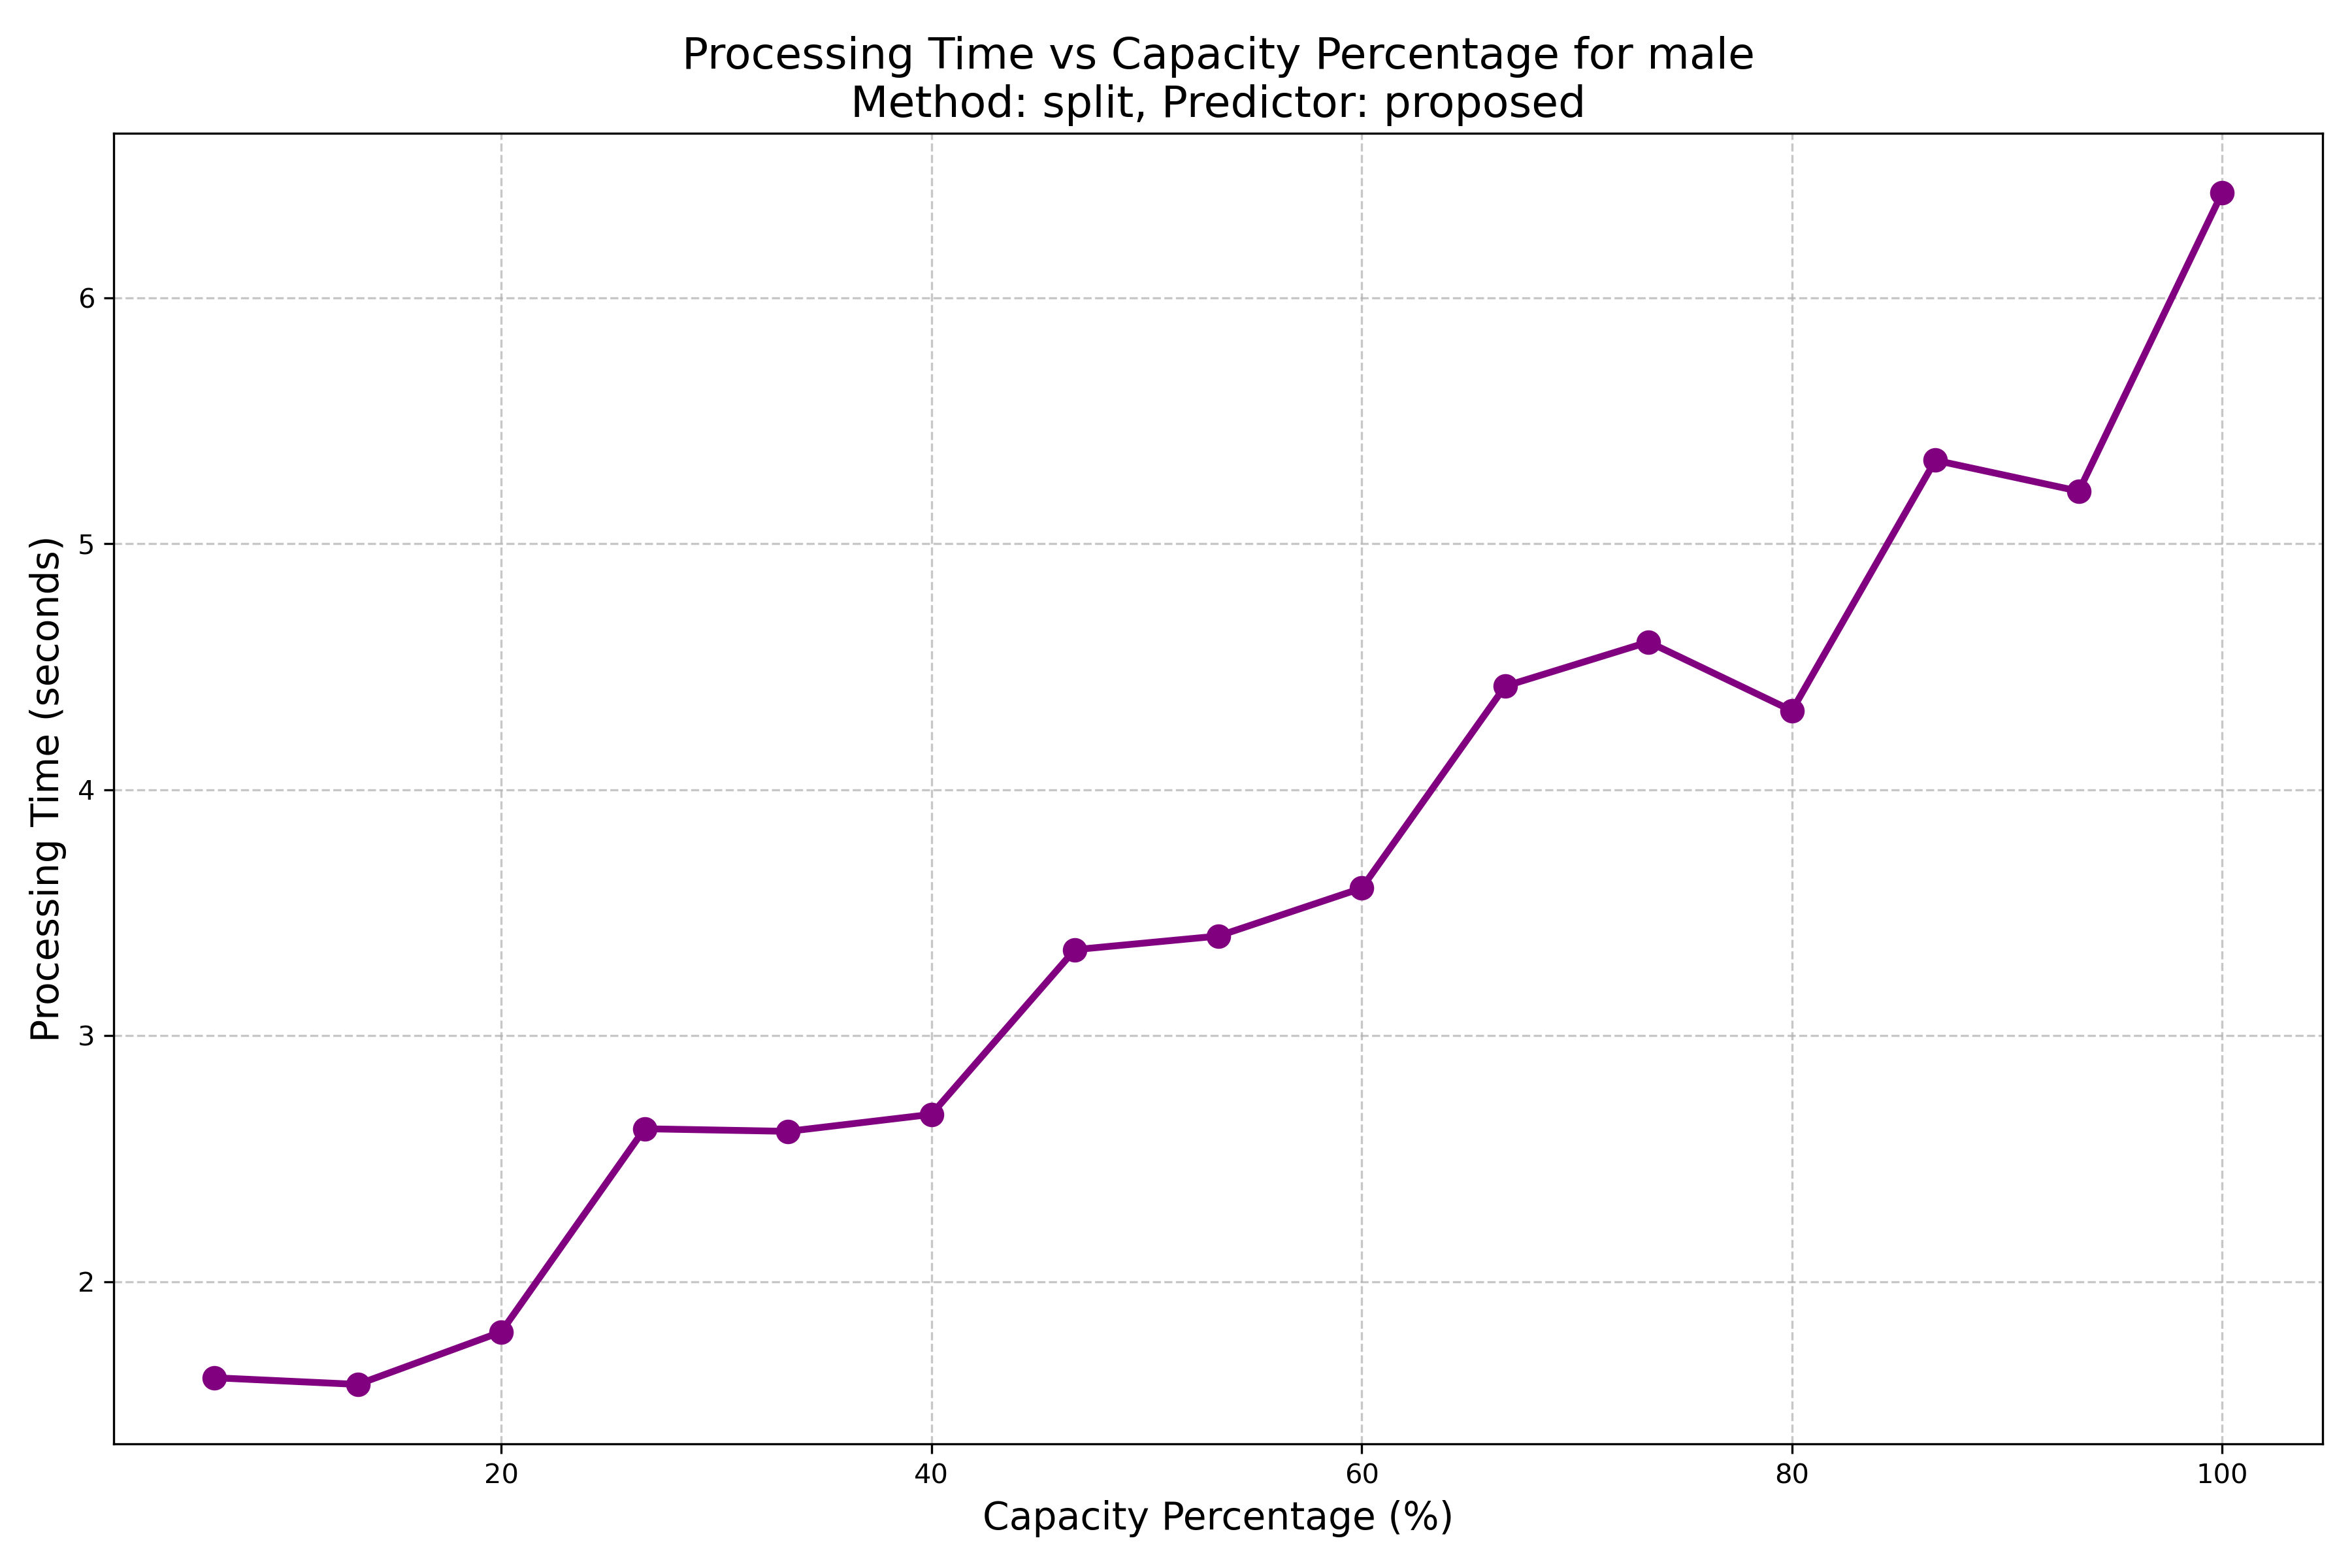 Processing Time vs Capacity Percentage for male
Method: split, Predictor: proposed
Processing Time (seconds)
6
5
4
3
2
20 40 60 80 100
Capacity Percentage (%)